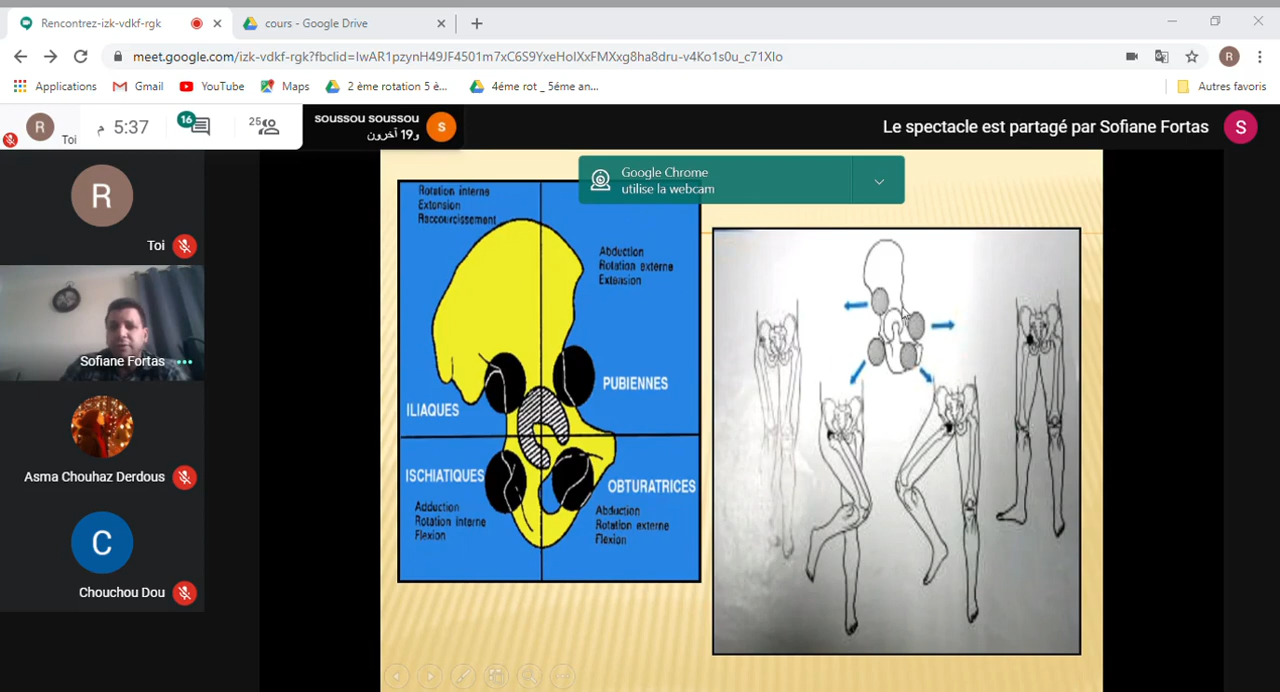 Rencontrez-izk-vdkf-rgk
cours - Google Drive
meet.google.com/izk-vdkf-rgk?fbclid=IwAR1pzynH49JF4501m7xC6S9YxeHolXxFMXxg8ha8dru-v4Ko1s0u_c71XIo
R
Applications
Gmail
YouTube
Maps
2 ème rotation 5 è...
4éme rot _ 5éme an...
Autres favoris
R
Toi
5:37 م
16
25
soussou soussou
و19 آخرون
S
Le spectacle est partagé par Sofiane Fortas
S
Google Chrome
utilise la webcam
R
Toi
Sofiane Fortas
Asma Chouhaz Derdous
C
Chouchou Dou
Rotation interne
Extension
Raccourcissement
Abduction
Rotation externe
Extension
ILIAQUES
PUBIENNES
ISCHIATIQUES
OBTURATRICES
Adduction
Rotation interne
Flexion
Abduction
Rotation externe
Flexion